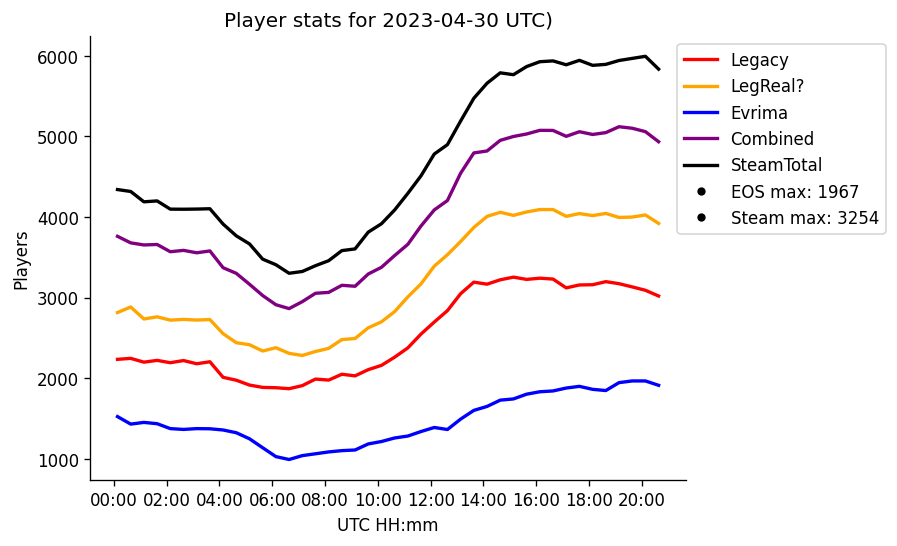 Player stats for 2023-04-30 UTC)
6000
5000
4000
3000
2000
1000
Players
00:00 02:00 04:00 06:00 08:00 10:00 12:00 14:00 16:00 18:00 20:00
UTC HH:mm
Legacy
LegReal?
Evrima
Combined
SteamTotal
EOS max: 1967
Steam max: 3254